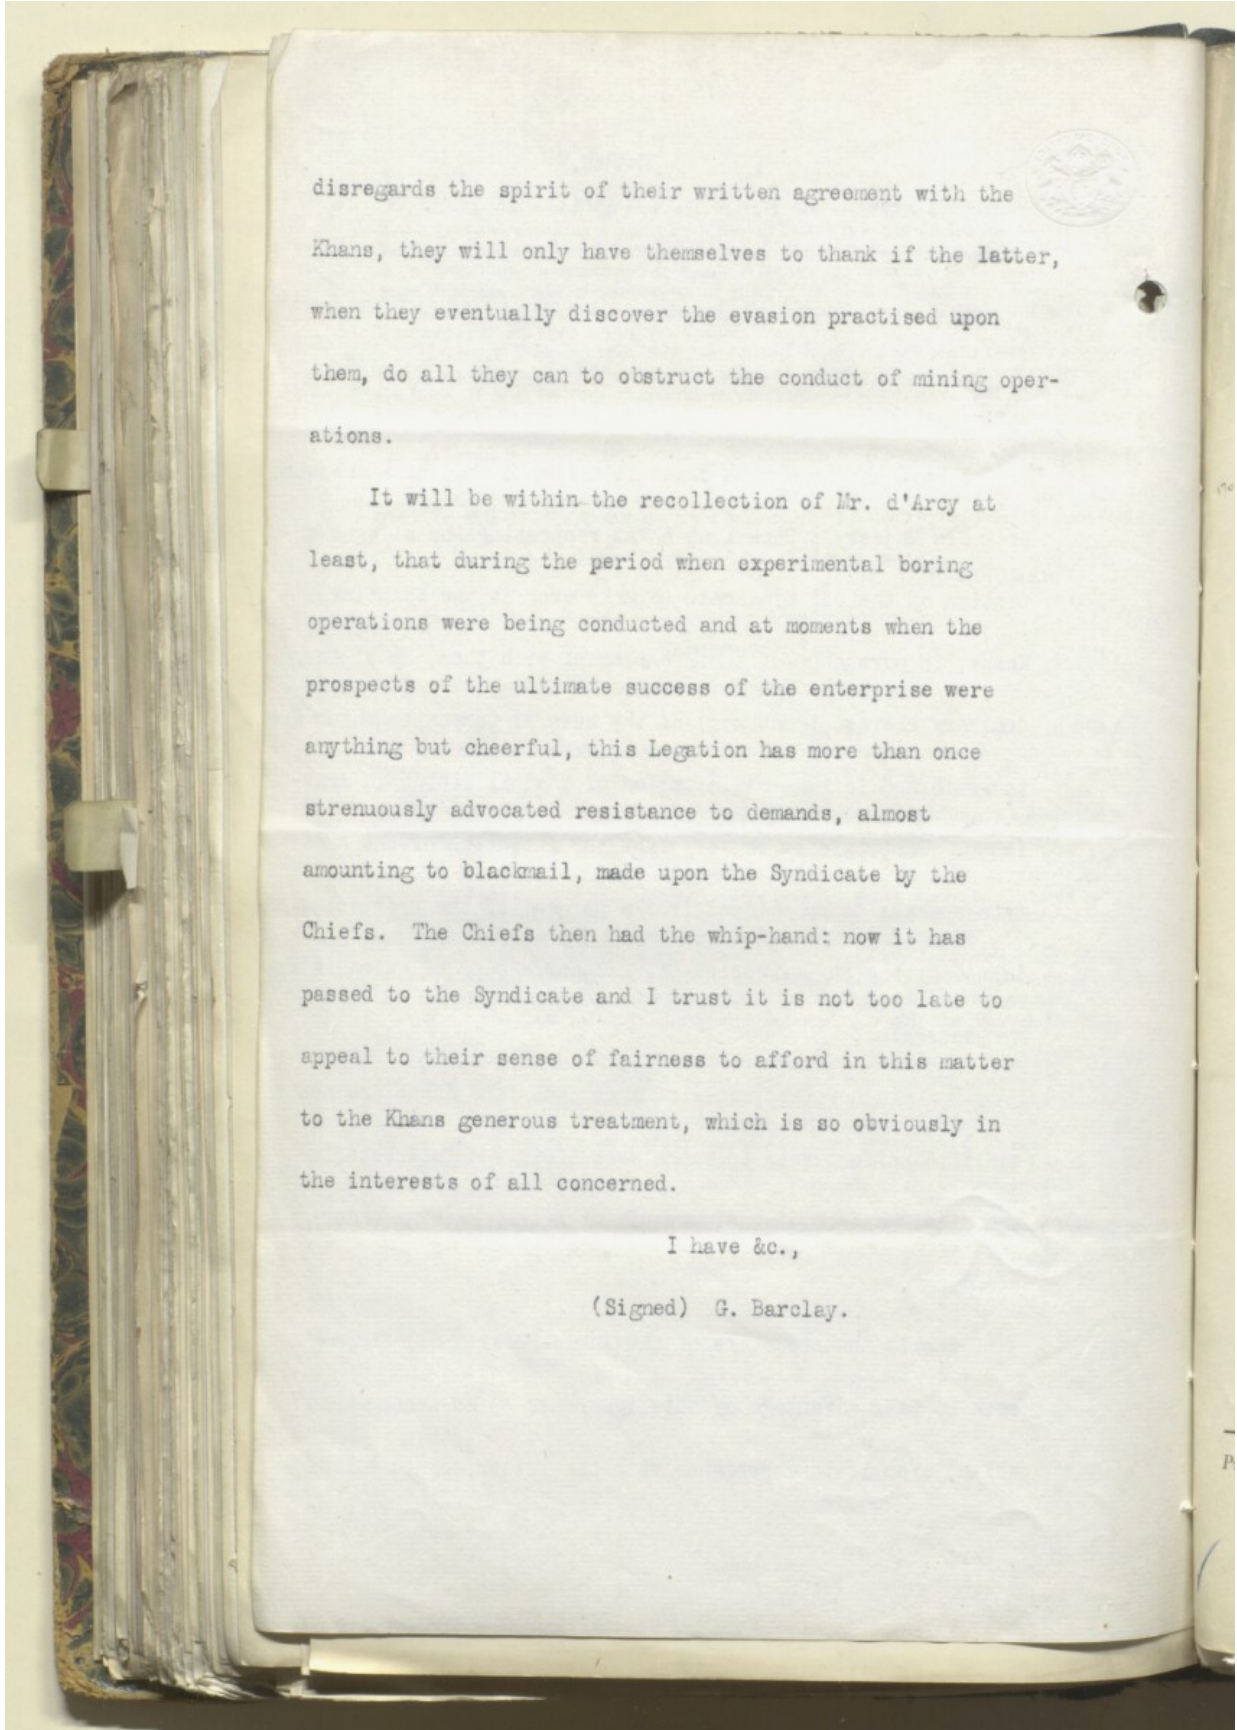 disregards the spirit of their written agreement with the
Khans, they will only have themselves to thank if the latter,
when they eventually discover the evasion practised upon
them, do all they can to obstruct the conduct of mining oper-
ations.
It will be within the recollection of Mr. d'Arcy at
least, that during the period when experimental boring
operations were being conducted and at moments when the
prospects of the ultimate success of the enterprise were
anything but cheerful, this Legation has more than once
strenuously advocated resistance to demands, almost
amounting to blackmail, made upon the Syndicate by the
Chiefs. The Chiefs then had the whip-hand: now it has
passed to the Syndicate and I trust it is not too late to
appeal to their sense of fairness to afford in this matter
to the Khans generous treatment, which is so obviously in
the interests of all concerned.
I have &c.,
(Signed) G. Barclay.